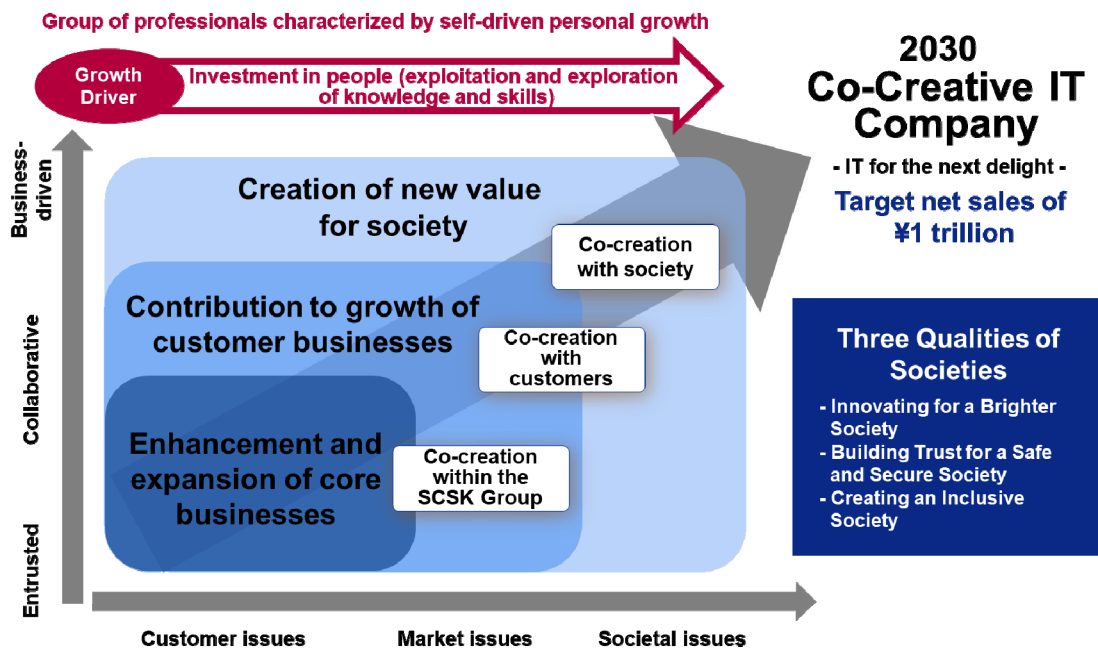 Group of professionals characterized by self-driven personal growth
Growth
Driver
Investment in people (exploitation and exploration
of knowledge and skills)
2030
Co-Creative IT
Company
- IT for the next delight -
Target net sales of
¥1 trillion
Business-
driven
Collaborative
Entrusted
Creation of new value
for society
Co-creation
with society
Contribution to growth of
customer businesses
Co-creation
with
customers
Enhancement and
expansion of core
businesses
Co-creation
within the
SCSK Group
Three Qualities of
Societies
- Innovating for a Brighter
Society
- Building Trust for a Safe
and Secure Society
- Creating an Inclusive
Society
Customer issues
Market issues
Societal issues